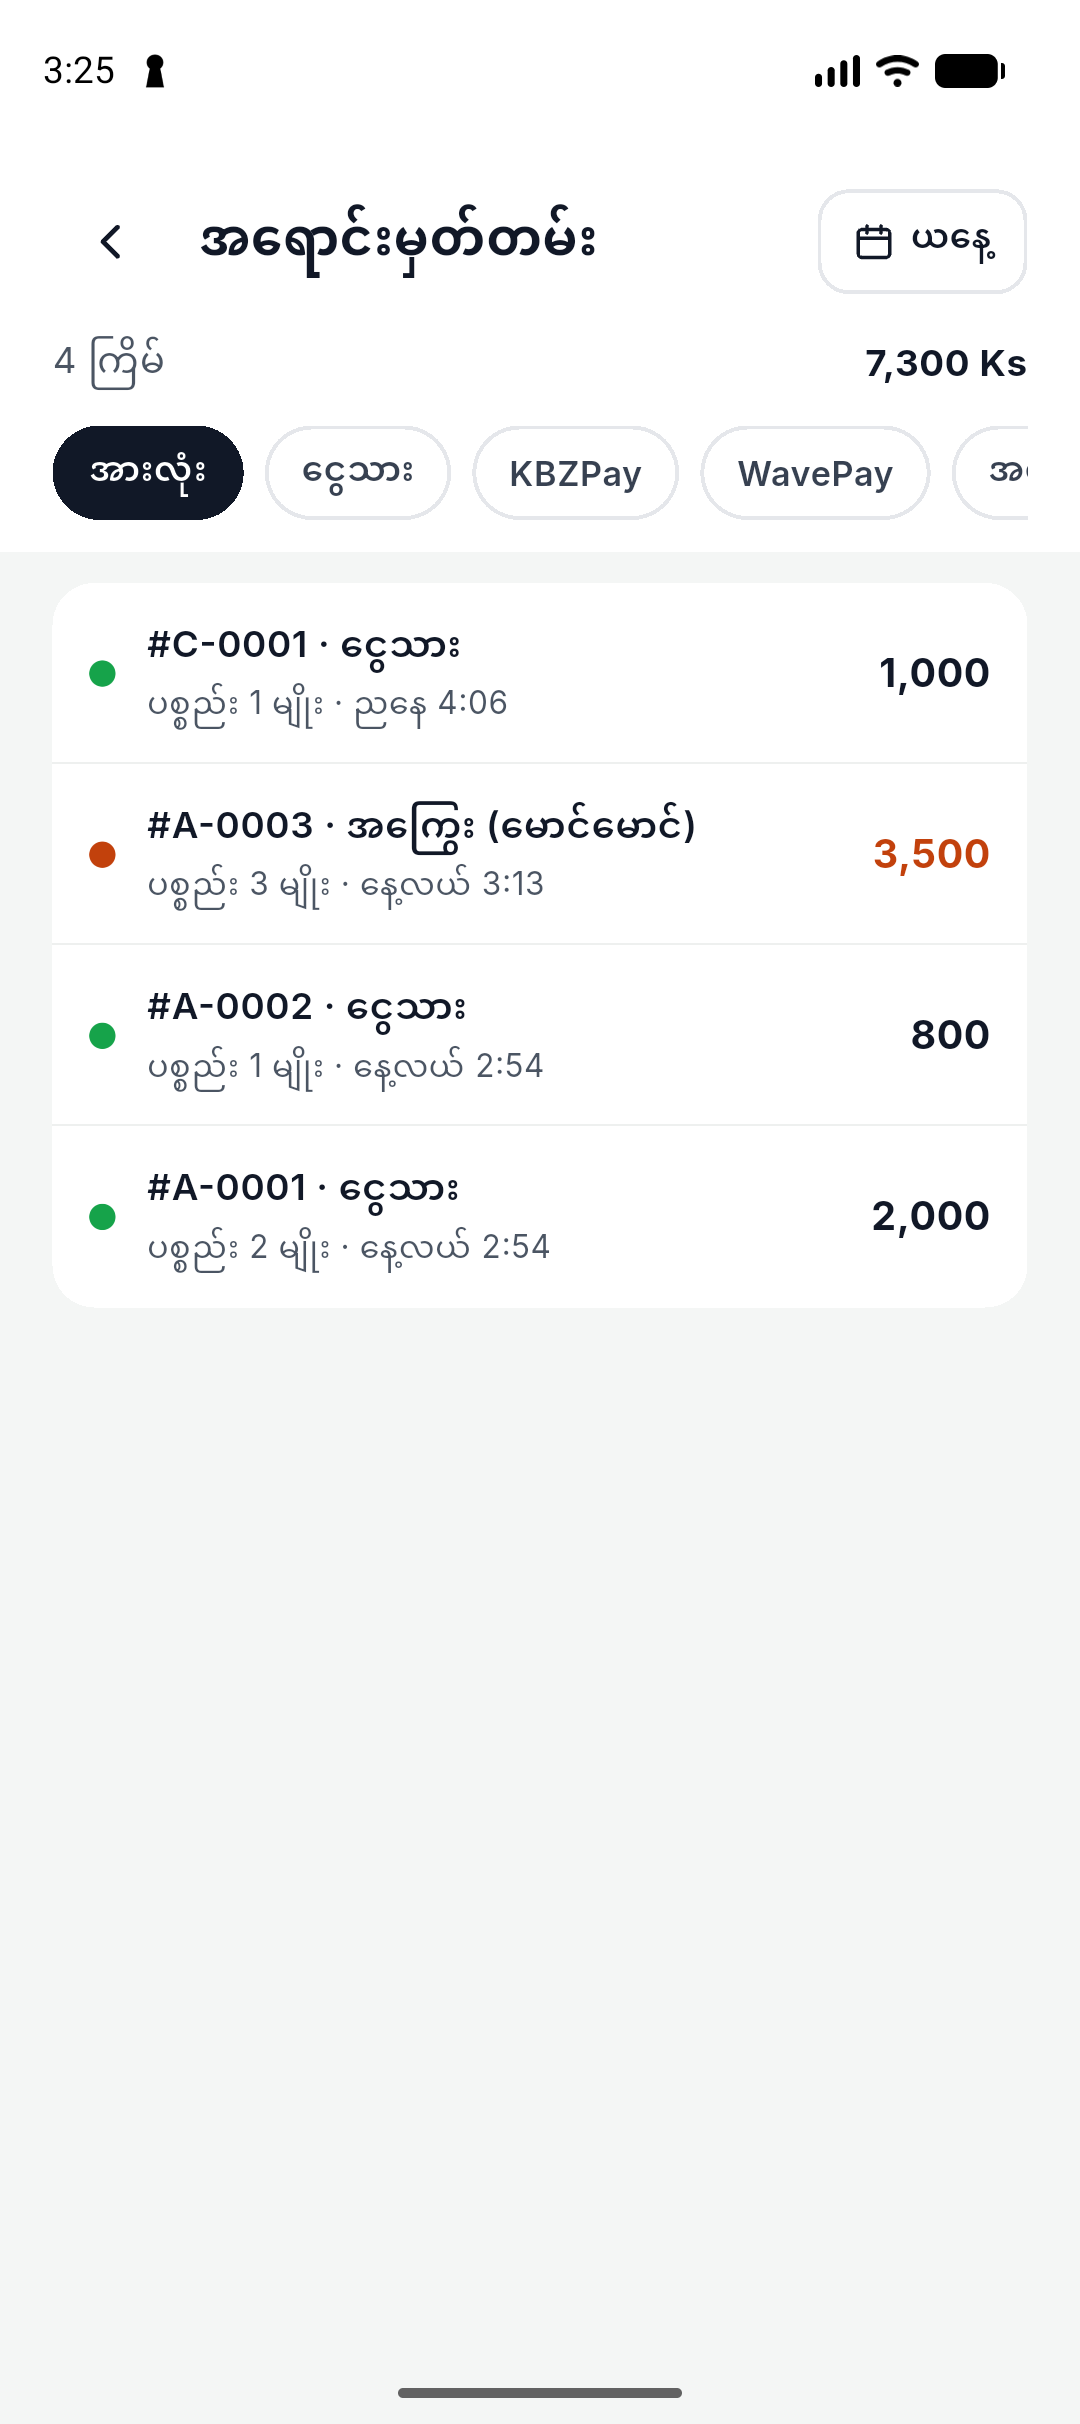 3:25
အရောင်းမှတ်တမ်း
ယနေ့
4 ကြိမ်
7,300 Ks
အားလုံး
ငွေသား
KBZPay
WavePay
#C-0001 · ငွေသား
ပစ္စည်း 1 မျိုး · ညနေ 4:06
1,000
#A-0003 · အကြွေး (မောင်မောင်)
ပစ္စည်း 3 မျိုး · နေ့လယ် 3:13
3,500
#A-0002 · ငွေသား
ပစ္စည်း 1 မျိုး · နေ့လယ် 2:54
800
#A-0001 · ငွေသား
ပစ္စည်း 2 မျိုး · နေ့လယ် 2:54
2,000